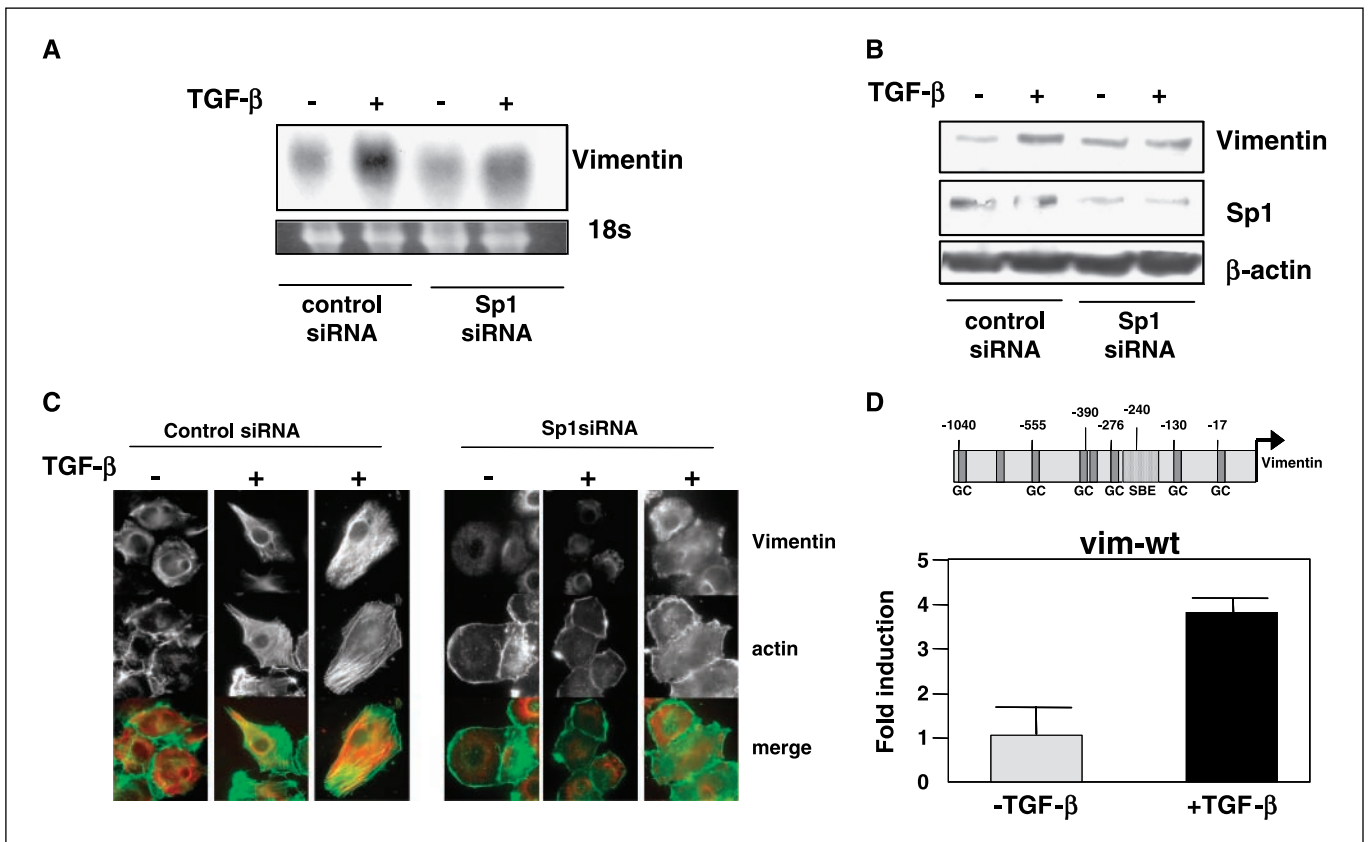 A
TGF-β - + - +
Vimentin
18s
control siRNA
Sp1 siRNA
B
TGF-β - + - +
Vimentin
Sp1
β-actin
control siRNA
Sp1 siRNA
C
Control siRNA
Sp1siRNA
TGF-β - + + - + +
Vimentin
actin
merge
D
-1040 -555 -390 -276 -240 -130 -17
Vimentin
GC GC GC GC SBE GC GC
vim-wt
Fold induction
5
4
3
2
1
0
-TGF-β +TGF-β